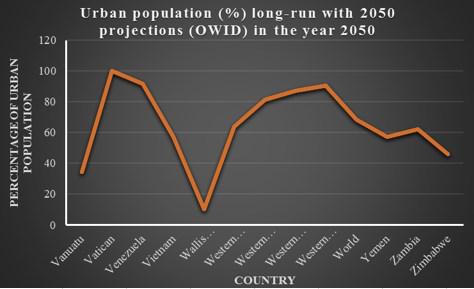 Urban population (%) long-run with 2050
projections (OWID) in the year 2050
PERCENTAGE OF URBAN
POPULATION
120
100
80
60
40
20
0
Vanuatu
Vatican
Venezuela
Vietnam
Wallis…
Western…
Western…
Western…
Western…
World
Yemen
Zambia
Zimbabwe
COUNTRY